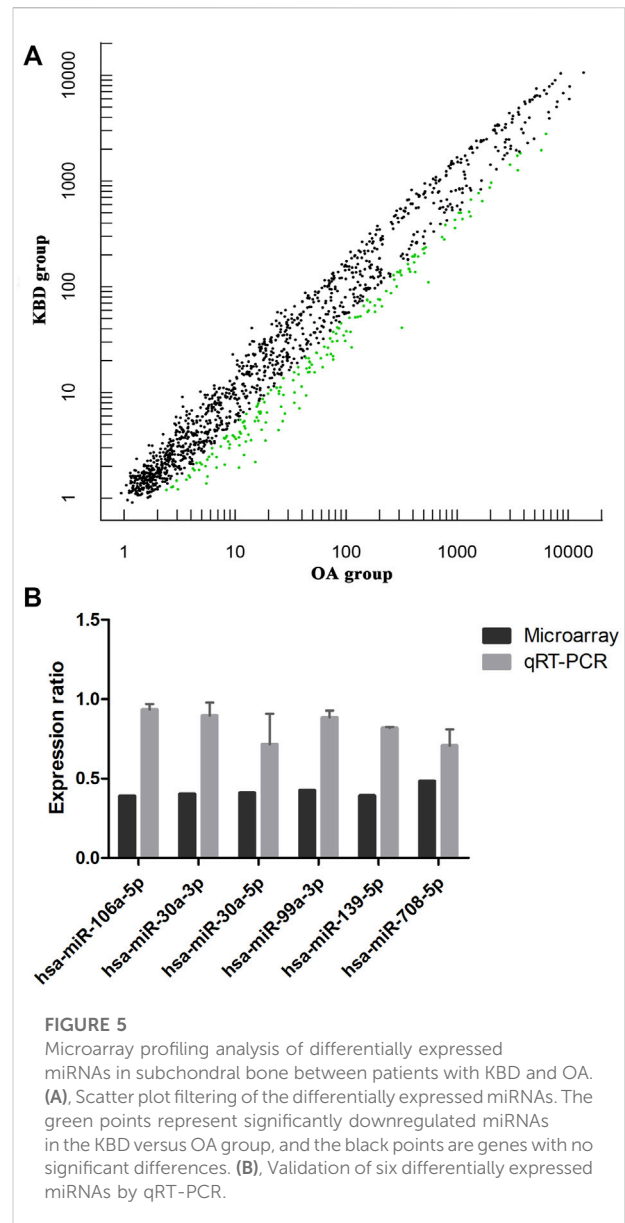 A
KBD group
10000
1000
100
10
1
1
10
100
1000
10000
OA group
B
Expression ratio
1.5
1.0
0.5
0.0
Microarray
qRT-PCR
hsa-miR-106a-5p
hsa-miR-30a-3p
hsa-miR-30a-5p
hsa-miR-99a-3p
hsa-miR-139-5p
hsa-miR-708-5p
FIGURE 5
Microarray profiling analysis of differentially expressed
miRNAs in subchondral bone between patients with KBD and OA.
(A), Scatter plot filtering of the differentially expressed miRNAs. The
green points represent significantly downregulated miRNAs
in the KBD versus OA group, and the black points are genes with no
significant differences. (B), Validation of six differentially expressed
miRNAs by qRT-PCR.